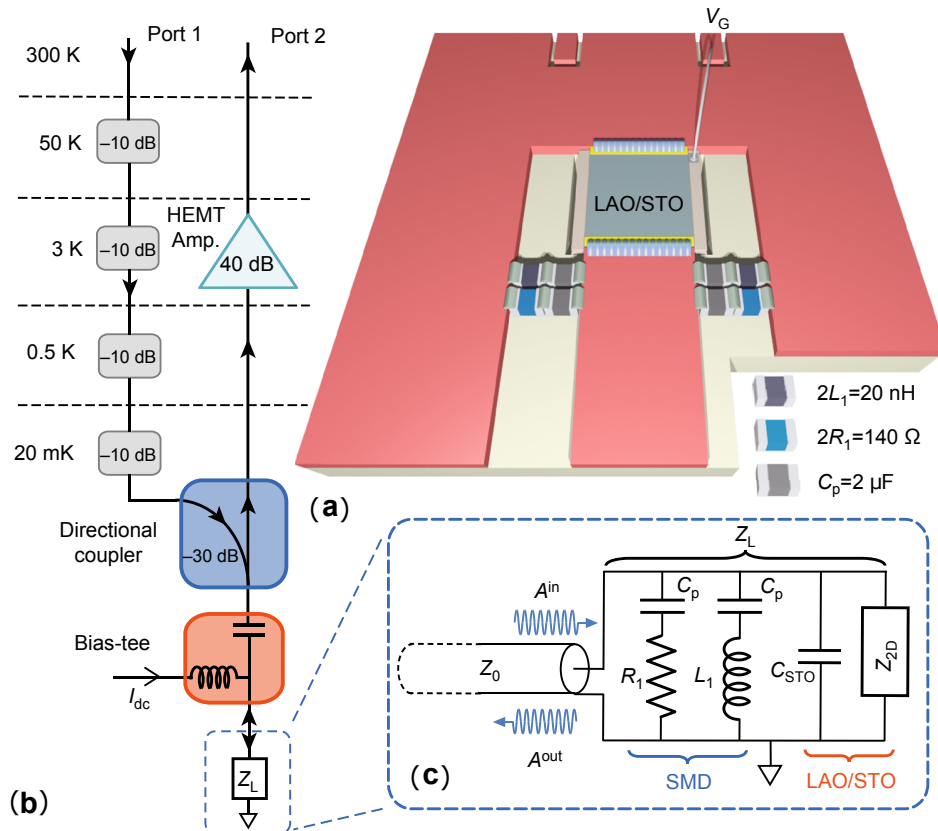 Port 1
Port 2
300 K
50 K
–10 dB
HEMT
Amp.
3 K
–10 dB
40 dB
0.5 K
–10 dB
20 mK
–10 dB
Directional
coupler
–30 dB
Bias-tee
I_dc
Z_L
(b)
V_G
LAO/STO
2L_1=20 nH
2R_1=140 Ω
C_p=2 μF
(a)
Z_L
A^in
C_p
C_p
Z_0
R_1
L_1
C_STO
Z_2D
A^out
SMD
LAO/STO
(c)